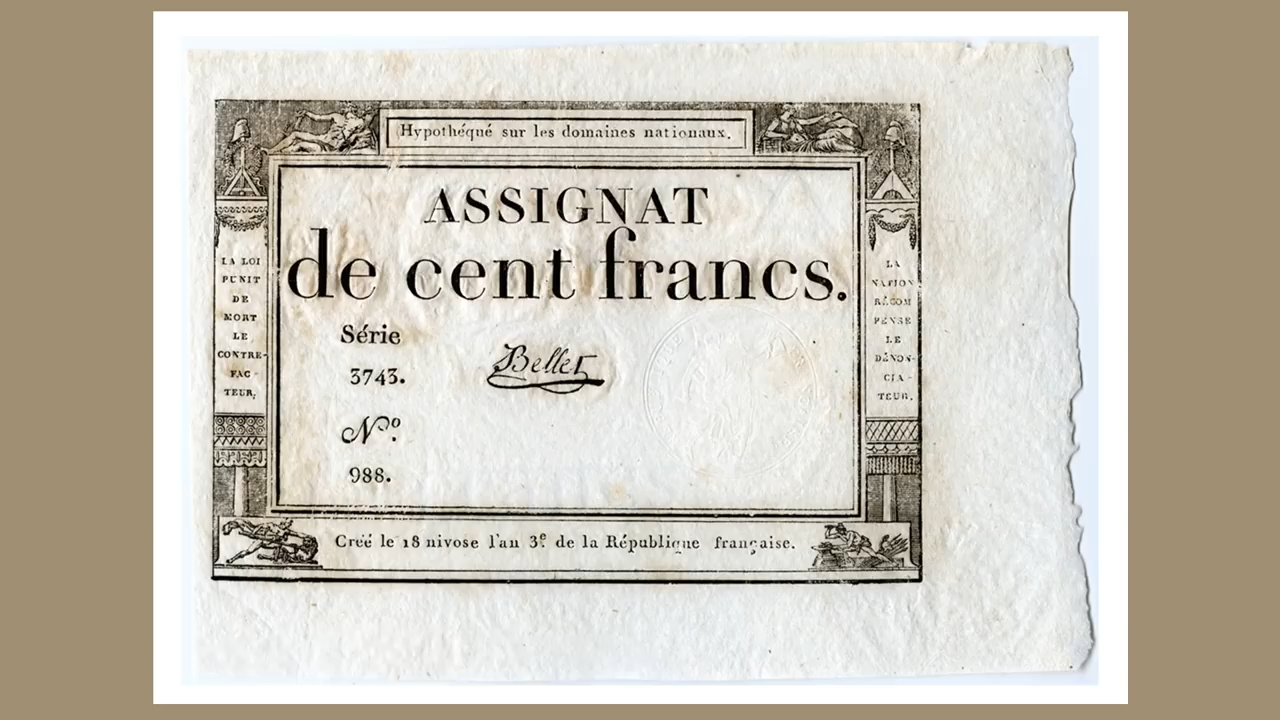 Hypothéqué sur les domaines nationaux.
ASSIGNAT
de cent francs.
Série
3743.
Nº.
988.
Bellet
LA LOI
PUNIT
DE
MORT
LE
CONTRE-
FAC-
TEUR.
LA
NATION
RÉCOM
PENSE
LE
DÉNON-
CIA-
TEUR.
Créé le 18 nivose l'an 3.e de la République française.